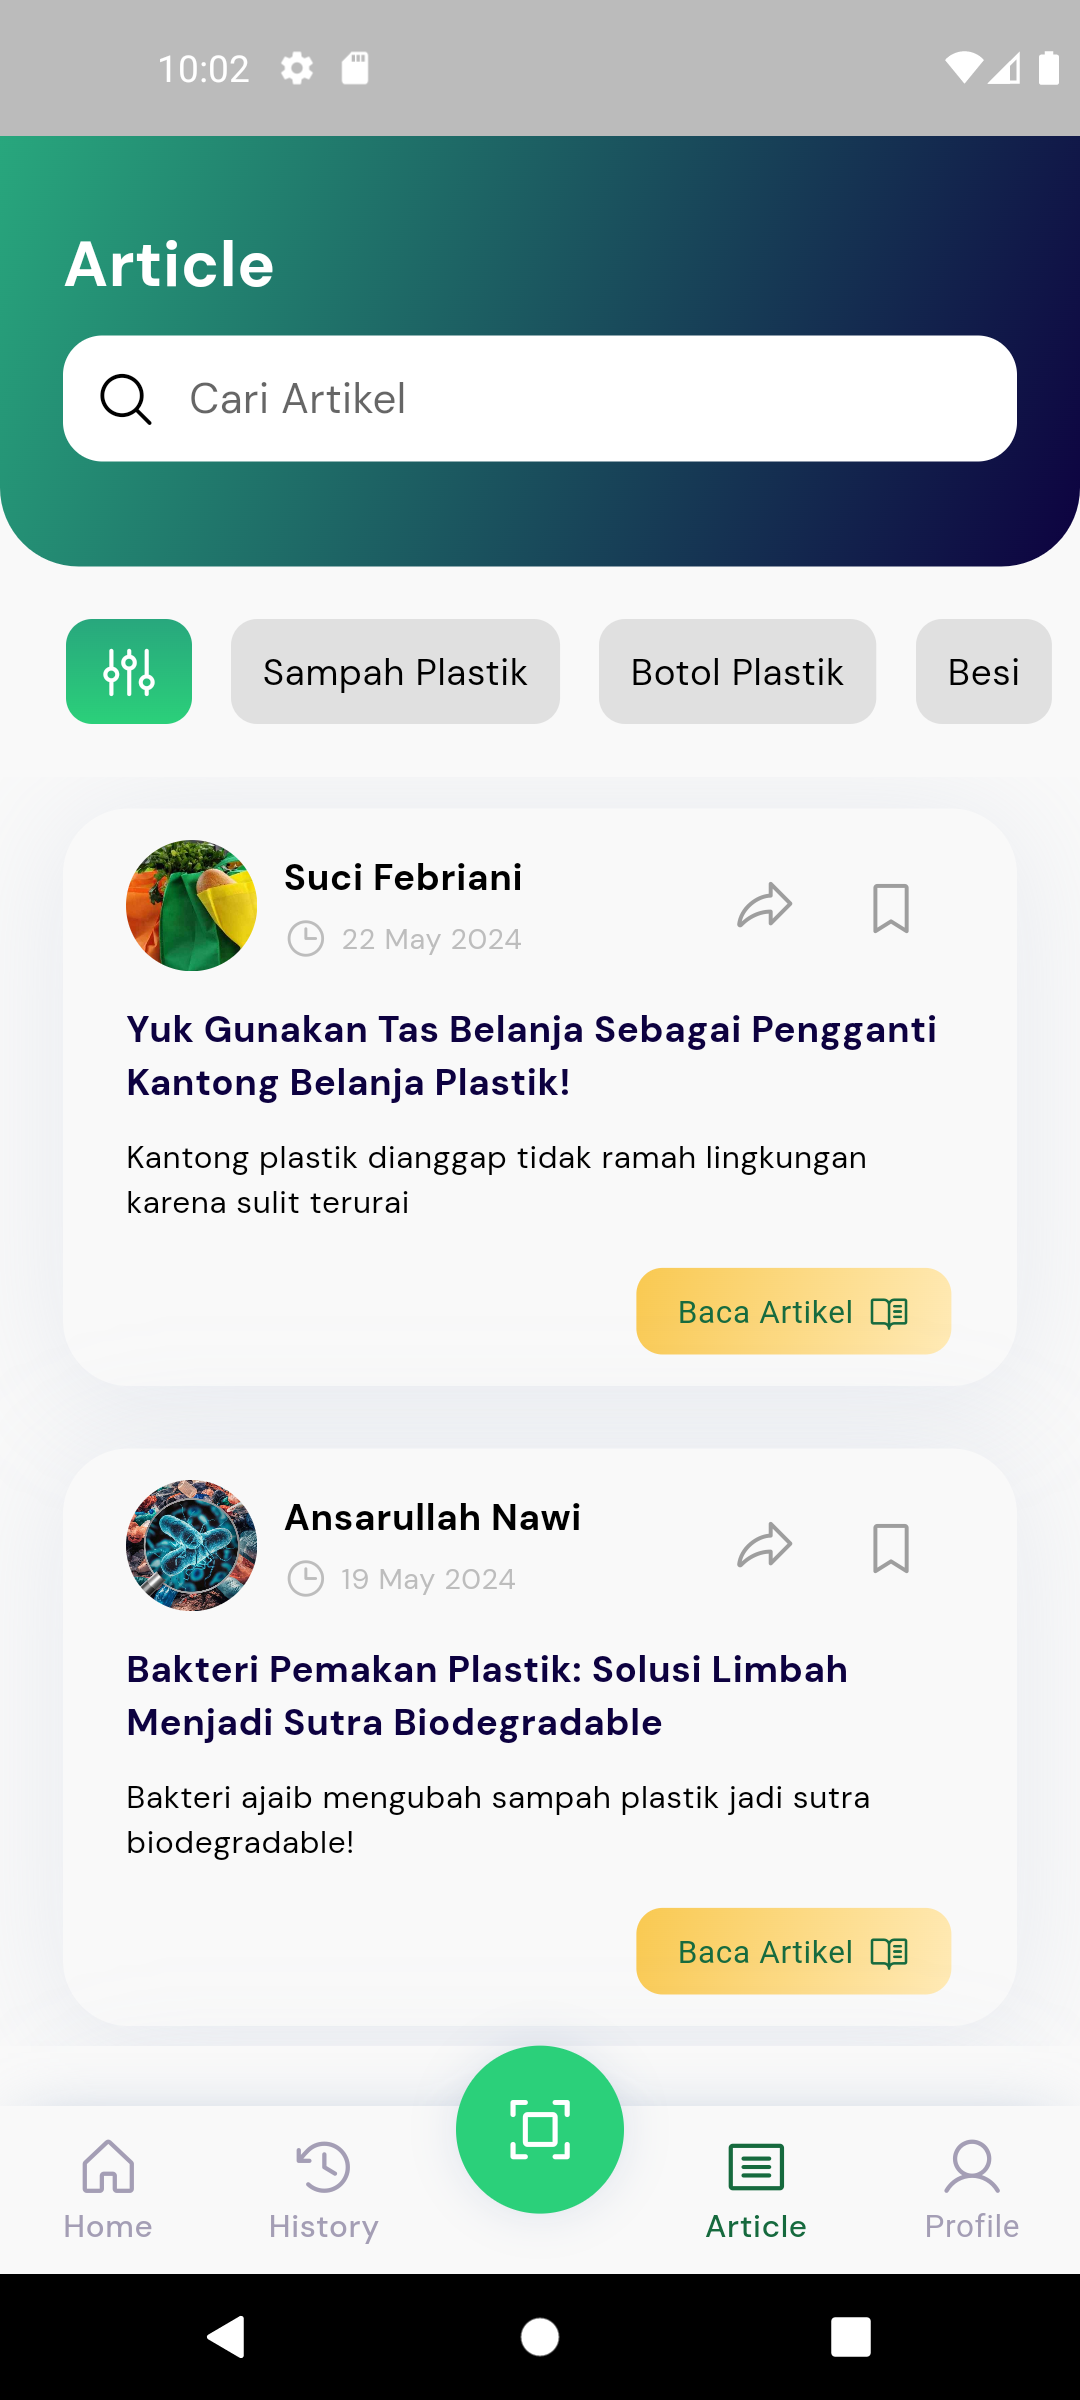 10:02
Article
Cari Artikel
Sampah Plastik
Botol Plastik
Besi
Suci Febriani
22 May 2024
Yuk Gunakan Tas Belanja Sebagai Pengganti
Kantong Belanja Plastik!
Kantong plastik dianggap tidak ramah lingkungan
karena sulit terurai
Baca Artikel
Ansarullah Nawi
19 May 2024
Bakteri Pemakan Plastik: Solusi Limbah
Menjadi Sutra Biodegradable
Bakteri ajaib mengubah sampah plastik jadi sutra
biodegradable!
Baca Artikel
Home
History
Article
Profile